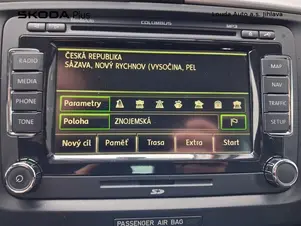 ŠKODA Plus
Louda Auto a.s. Jihlava
COLUMBUS
RADIO
MEDIA
PHONE
TONE
MAP
NAV
TRAFFIC
SETUP
ČESKÁ REPUBLIKA
SÁZAVA, NOVÝ RYCHNOV (VYSOČINA, PEL
Parametry
Poloha ZNOJEMSKÁ
Nový cíl Paměť Trasa Extra Start
SD
PASSENGER AIR BAG